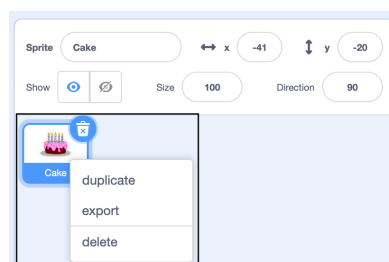 Sprite Cake x -41 y -20
Show Size 100 Direction 90
Cake
duplicate
export
delete